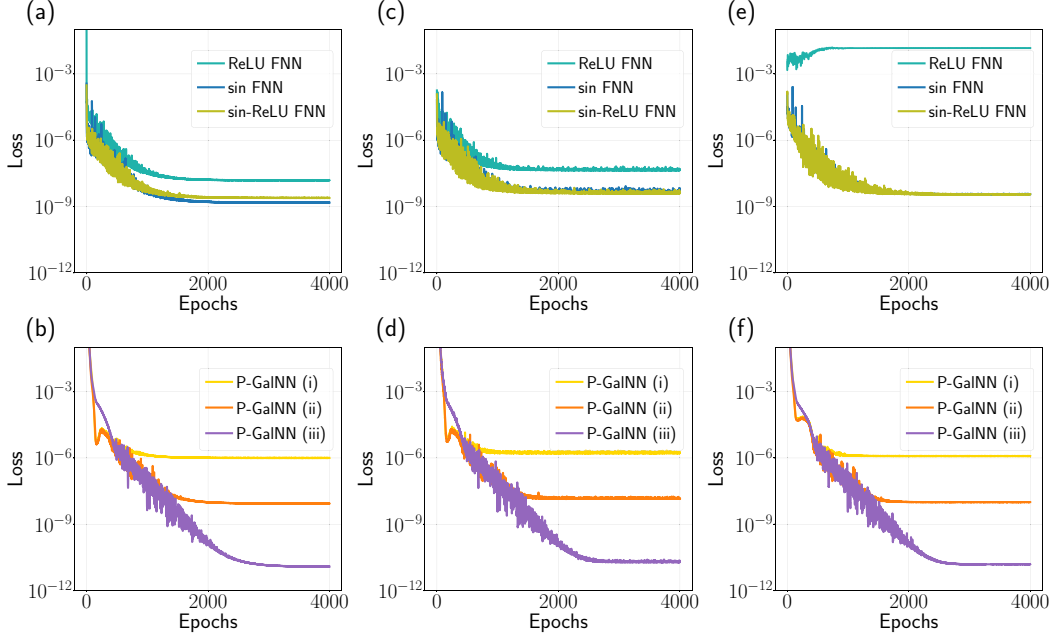 (a)
10^{-3}
10^{-6}
10^{-9}
10^{-12}
Loss
ReLU FNN
sin FNN
sin-ReLU FNN
0
2000
4000
Epochs
(c)
10^{-3}
10^{-6}
10^{-9}
10^{-12}
Loss
ReLU FNN
sin FNN
sin-ReLU FNN
0
2000
4000
Epochs
(e)
10^{-3}
10^{-6}
10^{-9}
10^{-12}
Loss
ReLU FNN
sin FNN
sin-ReLU FNN
0
2000
4000
Epochs
(b)
10^{-3}
10^{-6}
10^{-9}
10^{-12}
Loss
P-GalNN (i)
P-GalNN (ii)
P-GalNN (iii)
0
2000
4000
Epochs
(d)
10^{-3}
10^{-6}
10^{-9}
10^{-12}
Loss
P-GalNN (i)
P-GalNN (ii)
P-GalNN (iii)
0
2000
4000
Epochs
(f)
10^{-3}
10^{-6}
10^{-9}
10^{-12}
Loss
P-GalNN (i)
P-GalNN (ii)
P-GalNN (iii)
0
2000
4000
Epochs